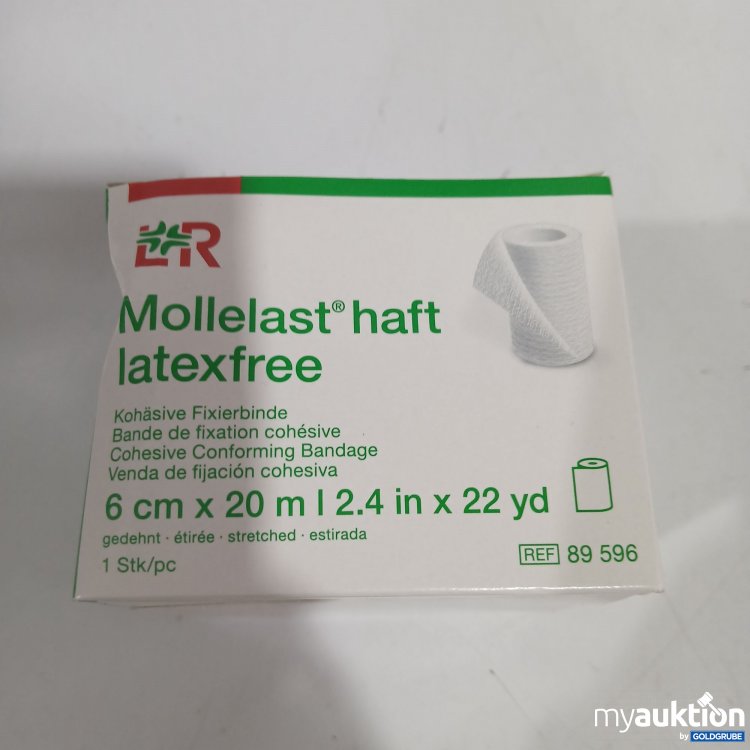 L&R
Mollelast® haft
latexfree
Kohäsive Fixierbinde
Bande de fixation cohésive
Cohesive Conforming Bandage
Venda de fijación cohesiva
6 cm x 20 m | 2.4 in x 22 yd
gedehnt · étirée · stretched · estirada
REF 89 596
1 Stk/pc
myauktion
by GOLDGRUBE